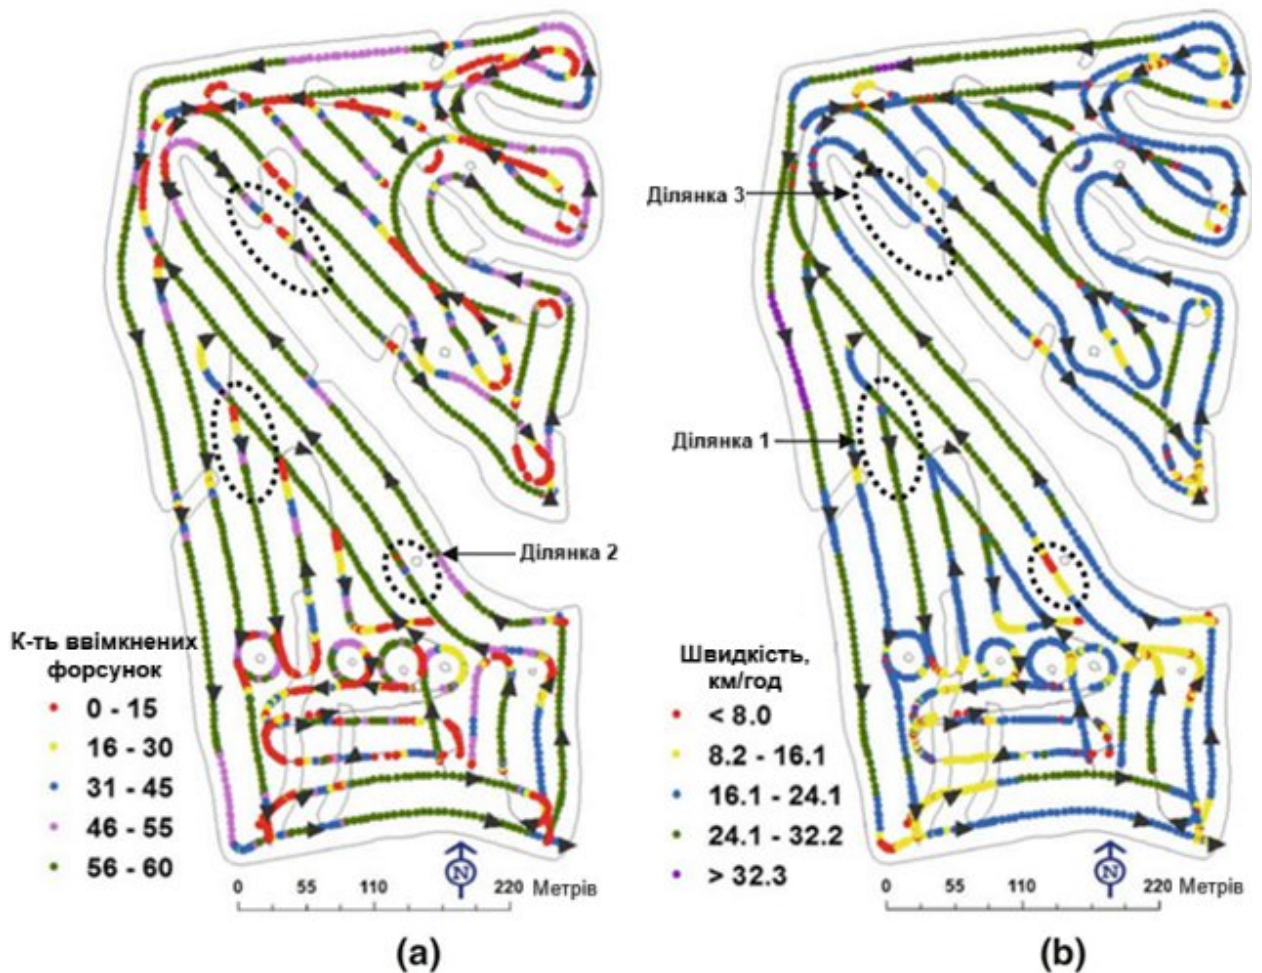 Ділянка 3
Ділянка 1
Ділянка 2
К-ть ввімкнених
форсунок
0 - 15
16 - 30
31 - 45
46 - 55
56 - 60
Швидкість,
км/год
< 8.0
8.2 - 16.1
16.1 - 24.1
24.1 - 32.2
> 32.3
N
0 55 110 220 Метрів
N
0 55 110 220 Метрів
(a)
(b)